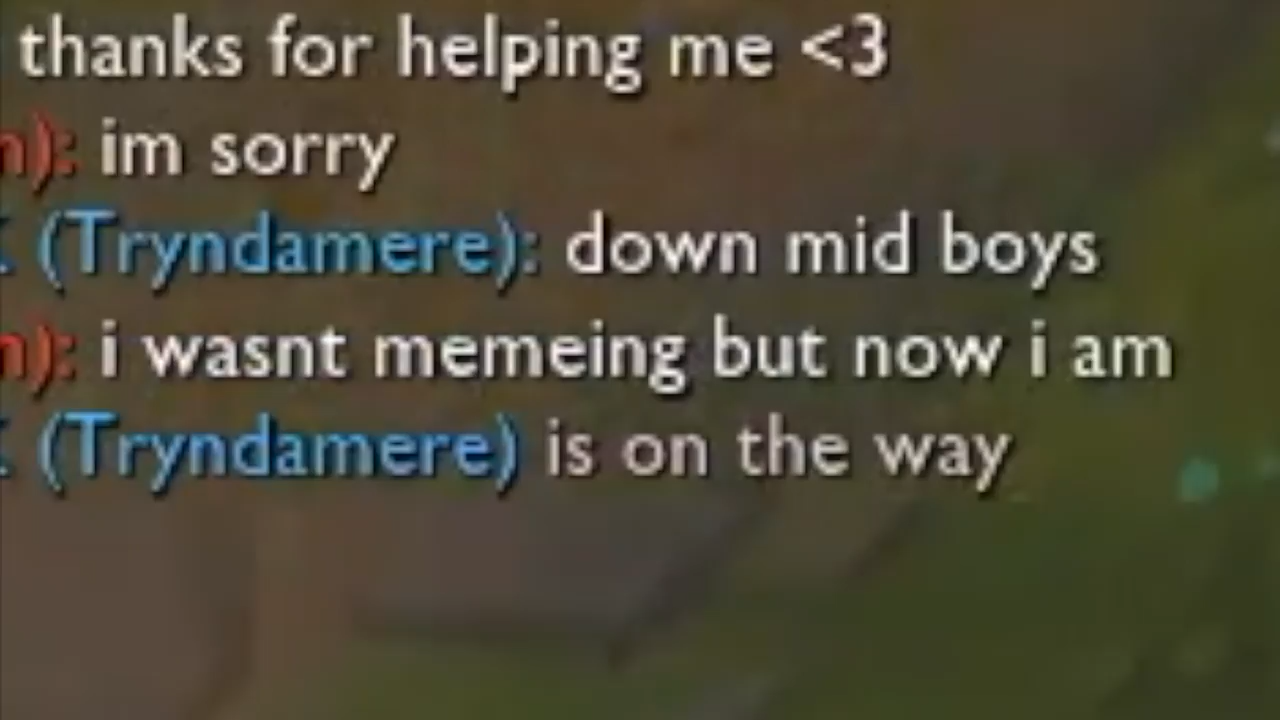 thanks for helping me <3
): im sorry
(Tryndamere): down mid boys
): i wasnt memeing but now i am
(Tryndamere) is on the way